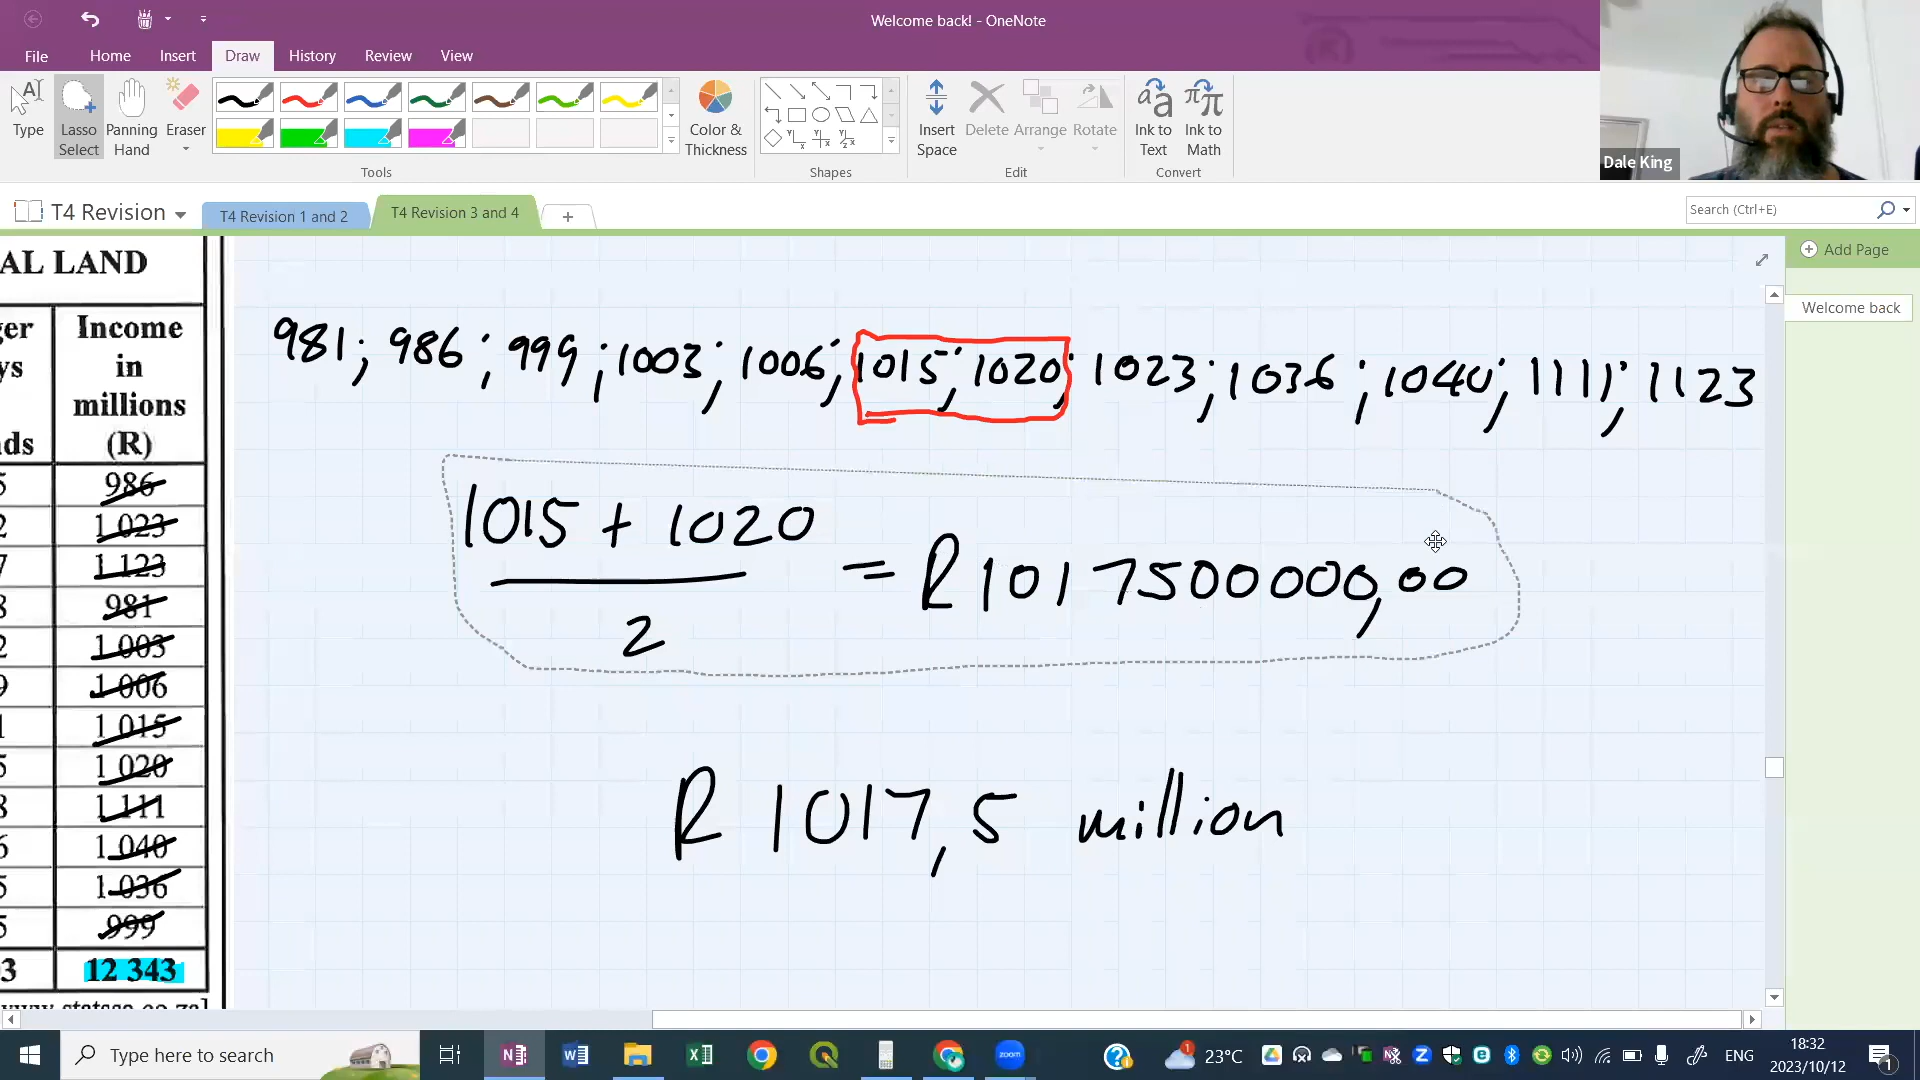 Welcome back! - OneNote
File Home Insert Draw History Review View
Type
Lasso Select
Panning Hand
Eraser
Color & Thickness
Insert Space
Delete
Arrange
Rotate
Ink to Text
Ink to Math
Tools
Shapes
Edit
Convert
Dale King
T4 Revision
T4 Revision 1 and 2
T4 Revision 3 and 4
Search (Ctrl+E)
Add Page
Welcome back
AL LAND
Income in millions (R)
986
1 023
1 123
981
1 003
1 006
1 015
1 020
1 111
1 040
1 036
999
12 343
981; 986; 999; 1003; 1006; 1015; 1020; 1023; 1036; 1040; 1111; 1123
1015 + 1020
2
= R1017500000,00
R 1017,5 million
Type here to search
zoom
23°C
ENG
18:32
2023/10/12